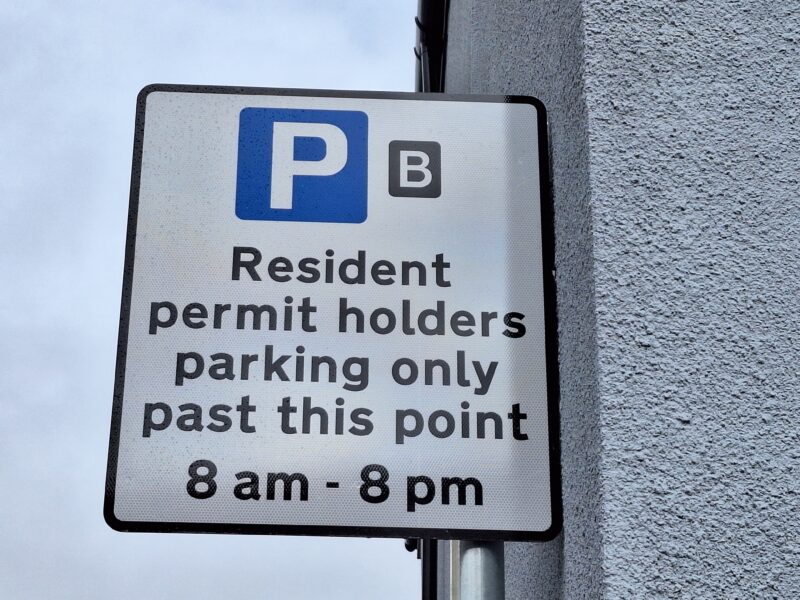 P B
Resident
permit holders
parking only
past this point
8 am - 8 pm